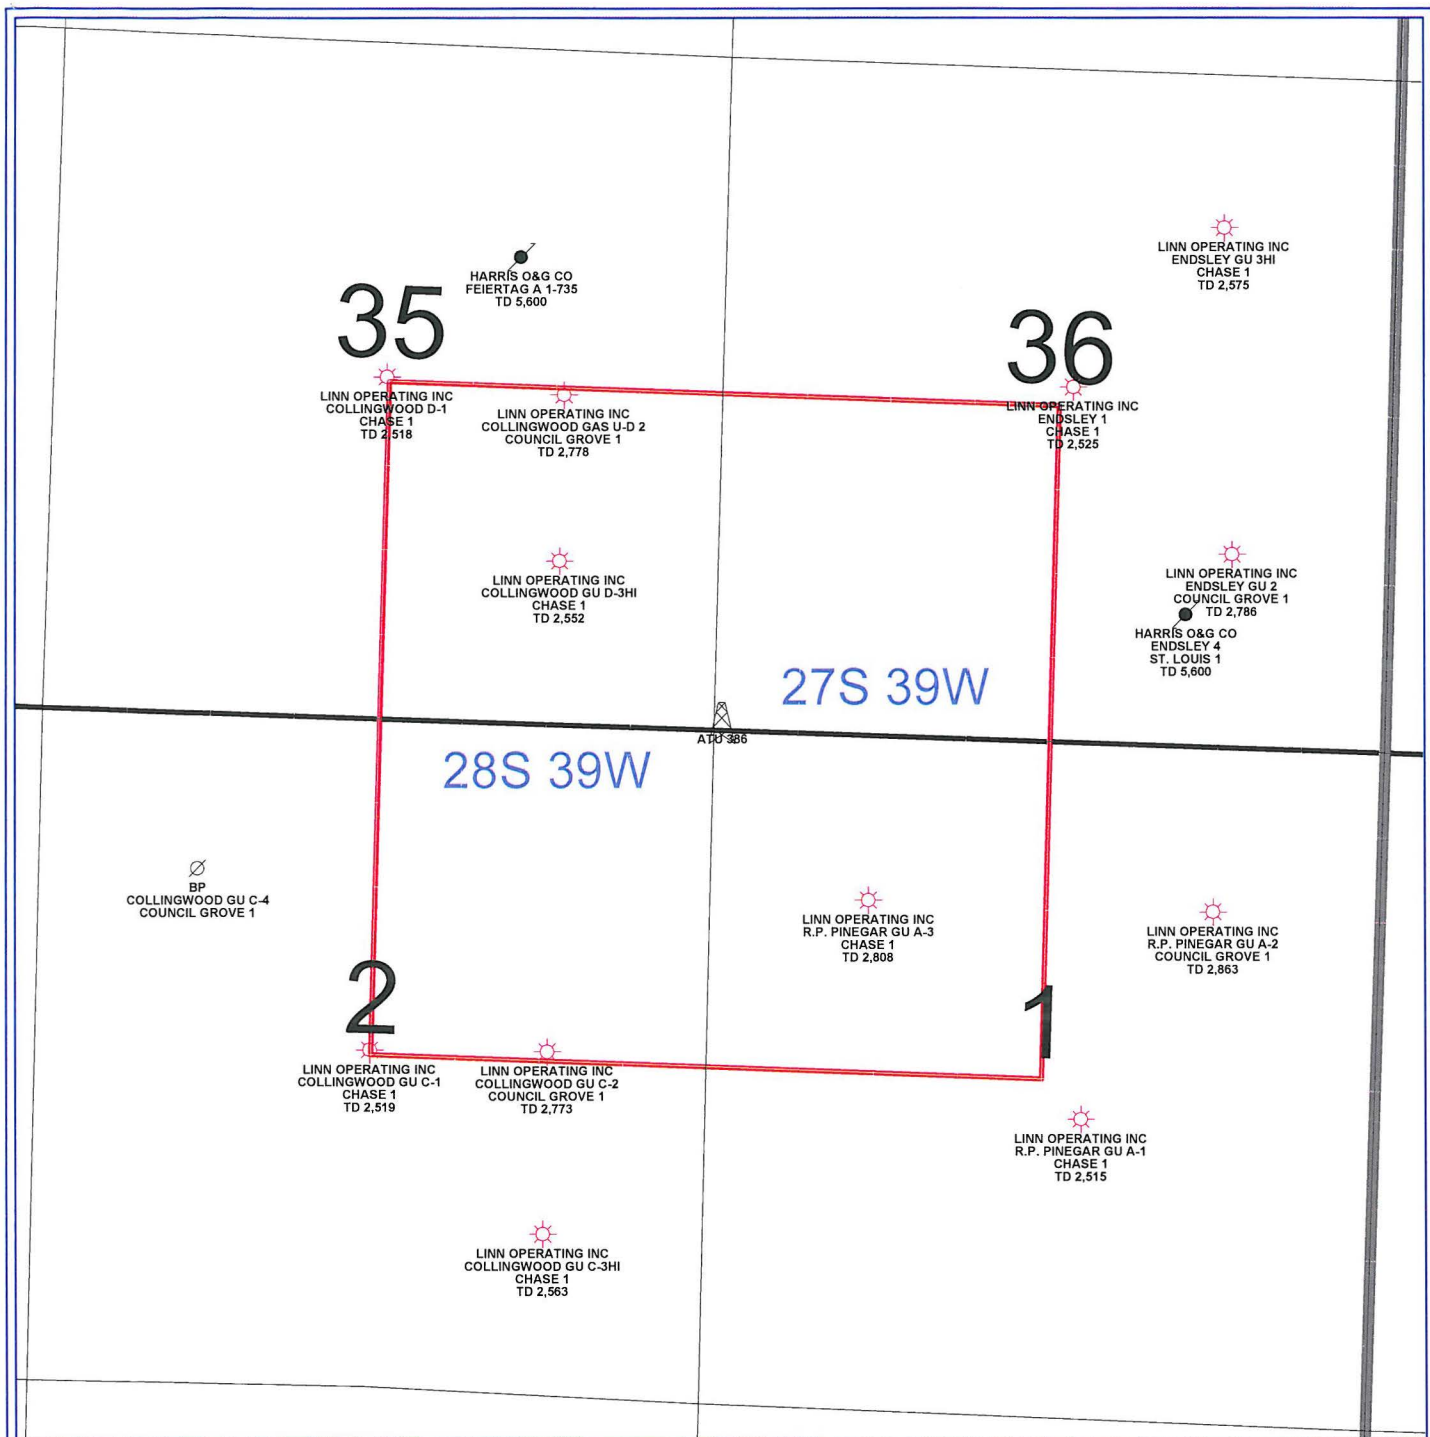 LINN OPERATING INC
ENDSLEY GU 3HI
CHASE 1
TD 2,575
HARRIS O&G CO
FEIERTAG A 1-735
TD 5,600
35
36
LINN OPERATING INC
COLLINGWOOD D-1
CHASE 1
TD 2,518
LINN OPERATING INC
COLLINGWOOD GAS U-D 2
COUNCIL GROVE 1
TD 2,778
LINN OPERATING INC
ENDSLEY 1
CHASE 1
TD 2,525
LINN OPERATING INC
COLLINGWOOD GU D-3HI
CHASE 1
TD 2,552
LINN OPERATING INC
ENDSLEY GU 2
COUNCIL GROVE 1
TD 2,786
HARRIS O&G CO
ENDSLEY 4
ST. LOUIS 1
TD 5,600
27S 39W
ATU 386
28S 39W
BP
COLLINGWOOD GU C-4
COUNCIL GROVE 1
LINN OPERATING INC
R.P. PINEGAR GU A-3
CHASE 1
TD 2,808
LINN OPERATING INC
R.P. PINEGAR GU A-2
COUNCIL GROVE 1
TD 2,863
2
1
LINN OPERATING INC
COLLINGWOOD GU C-1
CHASE 1
TD 2,519
LINN OPERATING INC
COLLINGWOOD GU C-2
COUNCIL GROVE 1
TD 2,773
LINN OPERATING INC
R.P. PINEGAR GU A-1
CHASE 1
TD 2,515
LINN OPERATING INC
COLLINGWOOD GU C-3HI
CHASE 1
TD 2,563